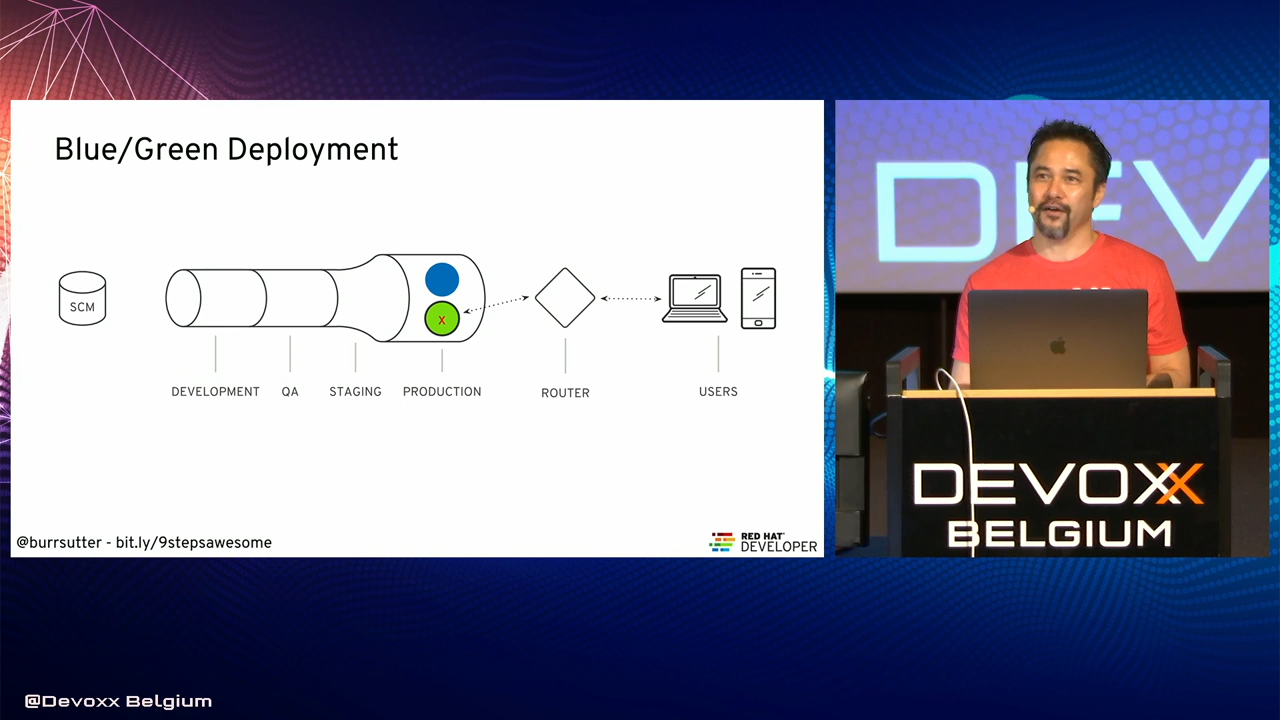 Blue/Green Deployment
SCM
X
DEVELOPMENT
QA
STAGING
PRODUCTION
ROUTER
USERS
@burrsutter - bit.ly/9stepsawesome
RED HAT
DEVELOPER
DEV
DEVOXX
BELGIUM
@Devoxx Belgium